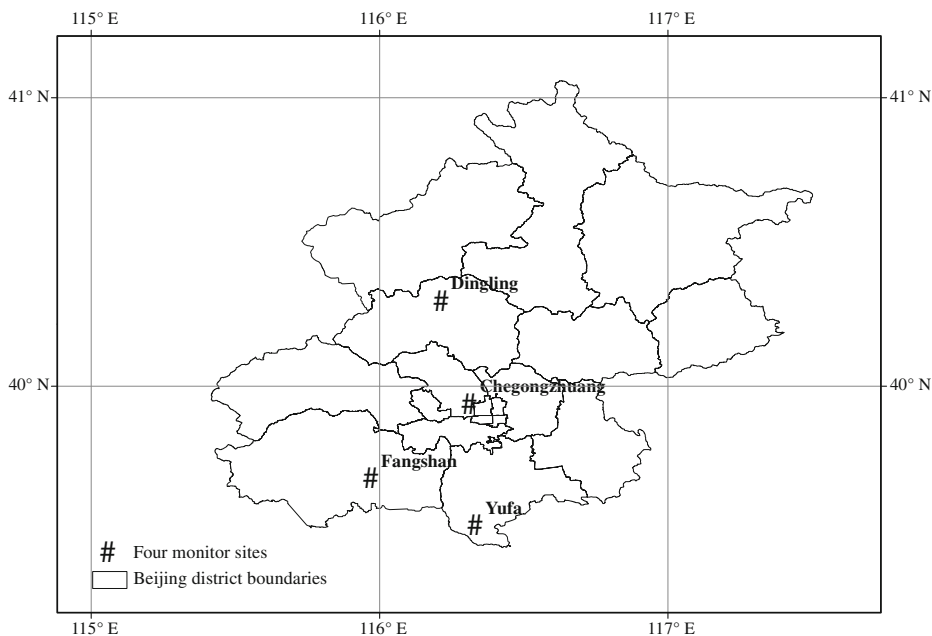 115° E 116° E 117° E
41° N 41° N
Dingling
40° N 40° N
Chegongzhuang
Fangshan
Yufa
# Four monitor sites
Beijing district boundaries
115° E 116° E 117° E